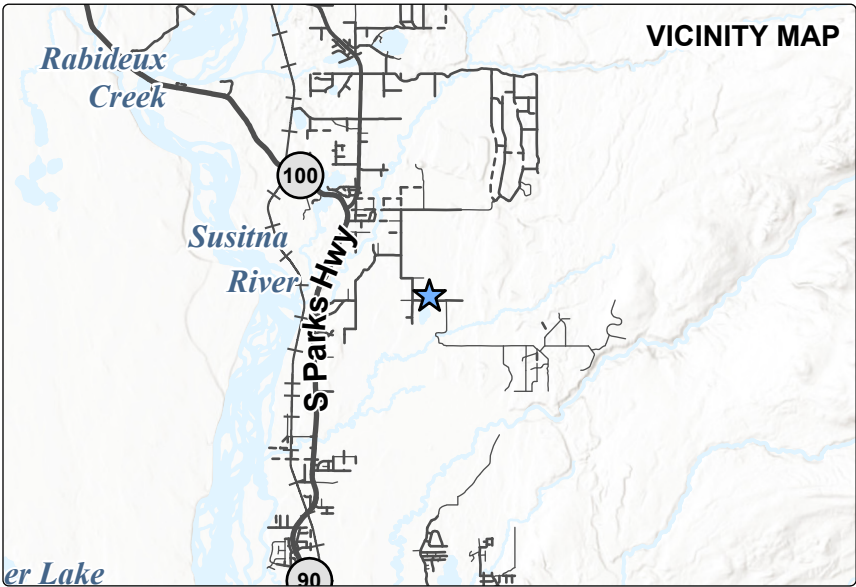 VICINITY MAP
Rabideux
Creek
100
Susitna
River
S Parks Hwy
er Lake
90